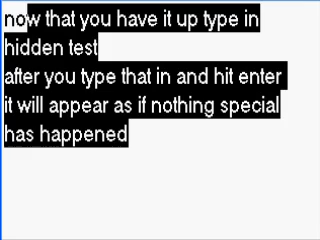 now that you have it up type in
hidden test
after you type that in and hit enter
it will appear as if nothing special
has happened